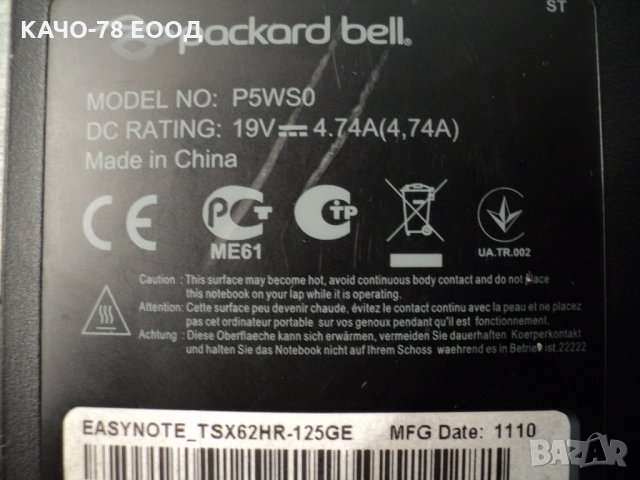 КАЧО-78 ЕООД
ST
packard bell
MODEL NO: P5WS0
DC RATING: 19V⎓4.74A(4,74A)
Made in China
CE PCT ME61 C TP UA.TR.002
Caution : This surface may become hot, avoid continuous body contact and do not place
this notebook on your lap while it is operating.
Attention: Cette surface peu devenir chaude, évitez le contact continu avec la peau et ne placez
pas cet ordinateur portable sur vos genoux pendant qu'il est fonctionnement.
Achtung : Diese Oberflaeche kann sich erwärmen, vermeiden Sie dauerhaften Koerperkontakt
und halten Sie das Notebook nicht auf Ihrem Schoss waehrend es in Betrieb ist.22222
EASYNOTE_TSX62HR-125GE MFG Date: 1110
BAZAR